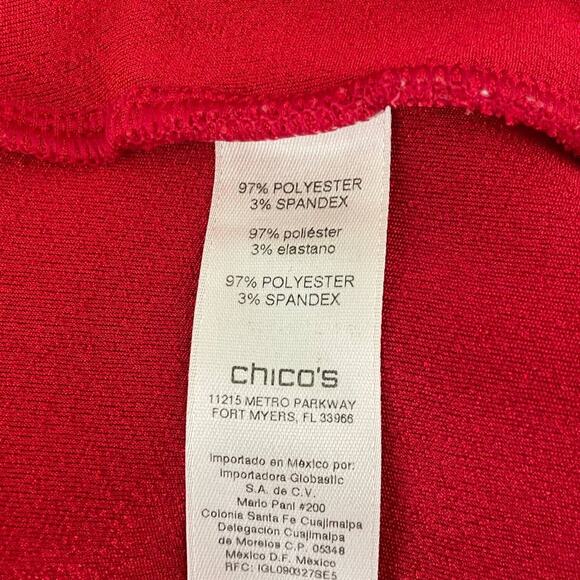 97% POLYESTER
3% SPANDEX
97% poliéster
3% elastano
97% POLYESTER
3% SPANDEX
chico's
11215 METRO PARKWAY
FORT MYERS, FL 33966
Importado en México por:
Importadora Globastic
S.A. de C.V.
Mario Pani #200
Colonia Santa Fe Cuajimalpa
Delegación Cuajimalpa
de Morelos C.P. 05348
México D.F. México
RFC: IGL090327SE5